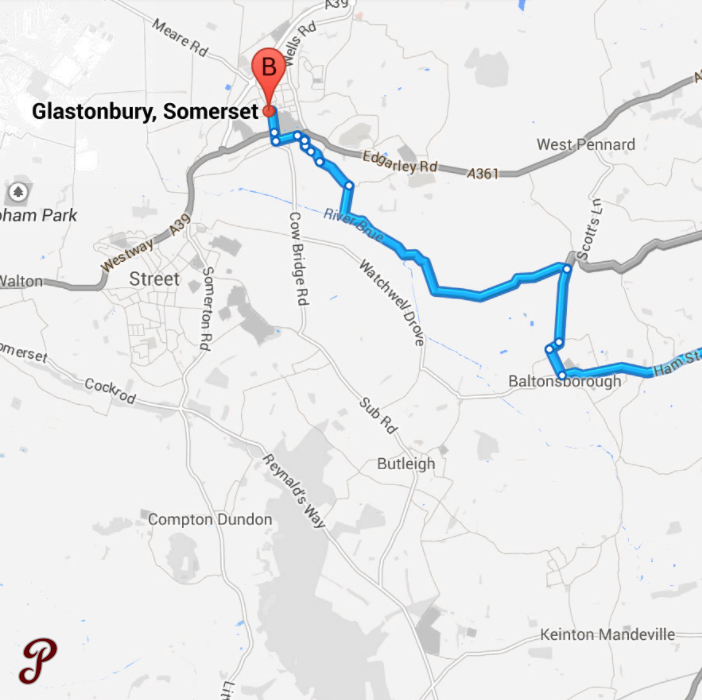 A39
Meare Rd
Wells Rd
B
Glastonbury, Somerset
West Pennard
Edgarley Rd
A361
pham Park
River Brue
Scott's Ln
A39
Westway
Cow Bridge Rd
Walton
Street
Somerton Rd
Watchwell Drove
omerset
Cockrod
Ham St
Baltonsborough
Sub Rd
Butleigh
Reynald's Way
Compton Dundon
Keinton Mandeville
P